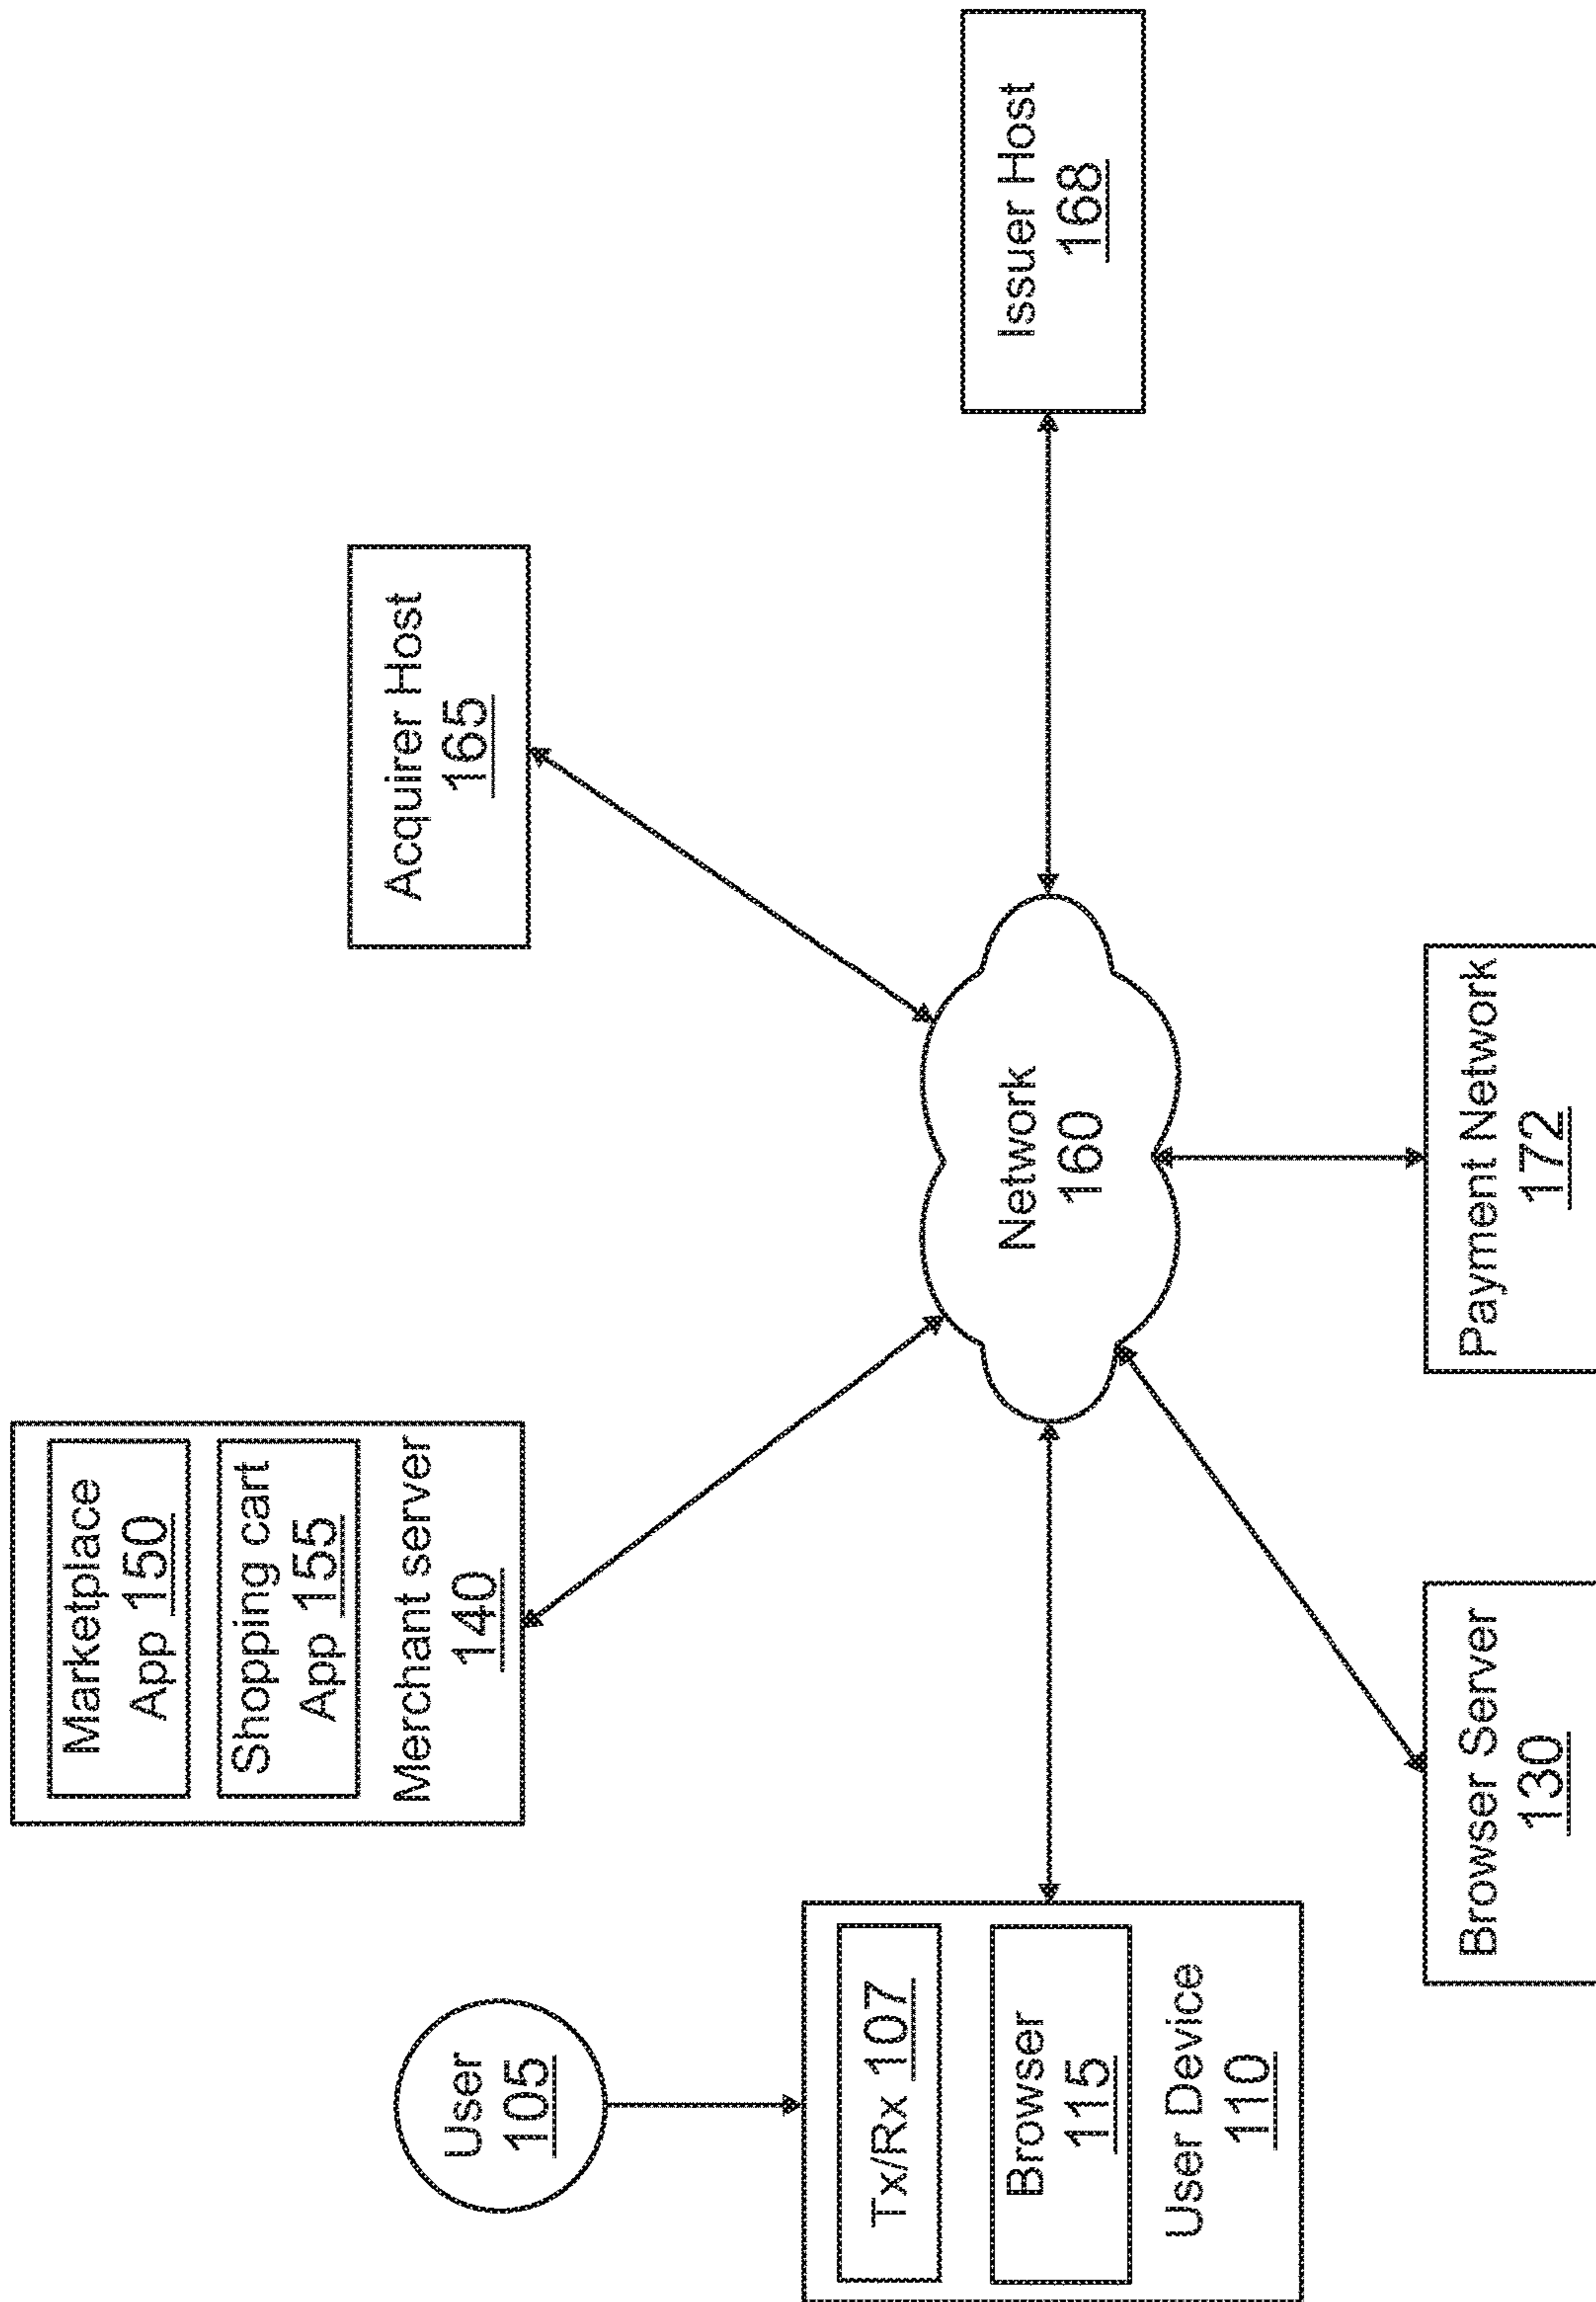 User
105
Tx/Rx 107
Browser
115
User Device
110
Marketplace
App 150
Shopping cart
App 155
Merchant server
140
Browser Server
130
Network
160
Payment Network
172
Acquirer Host
165
Issuer Host
168